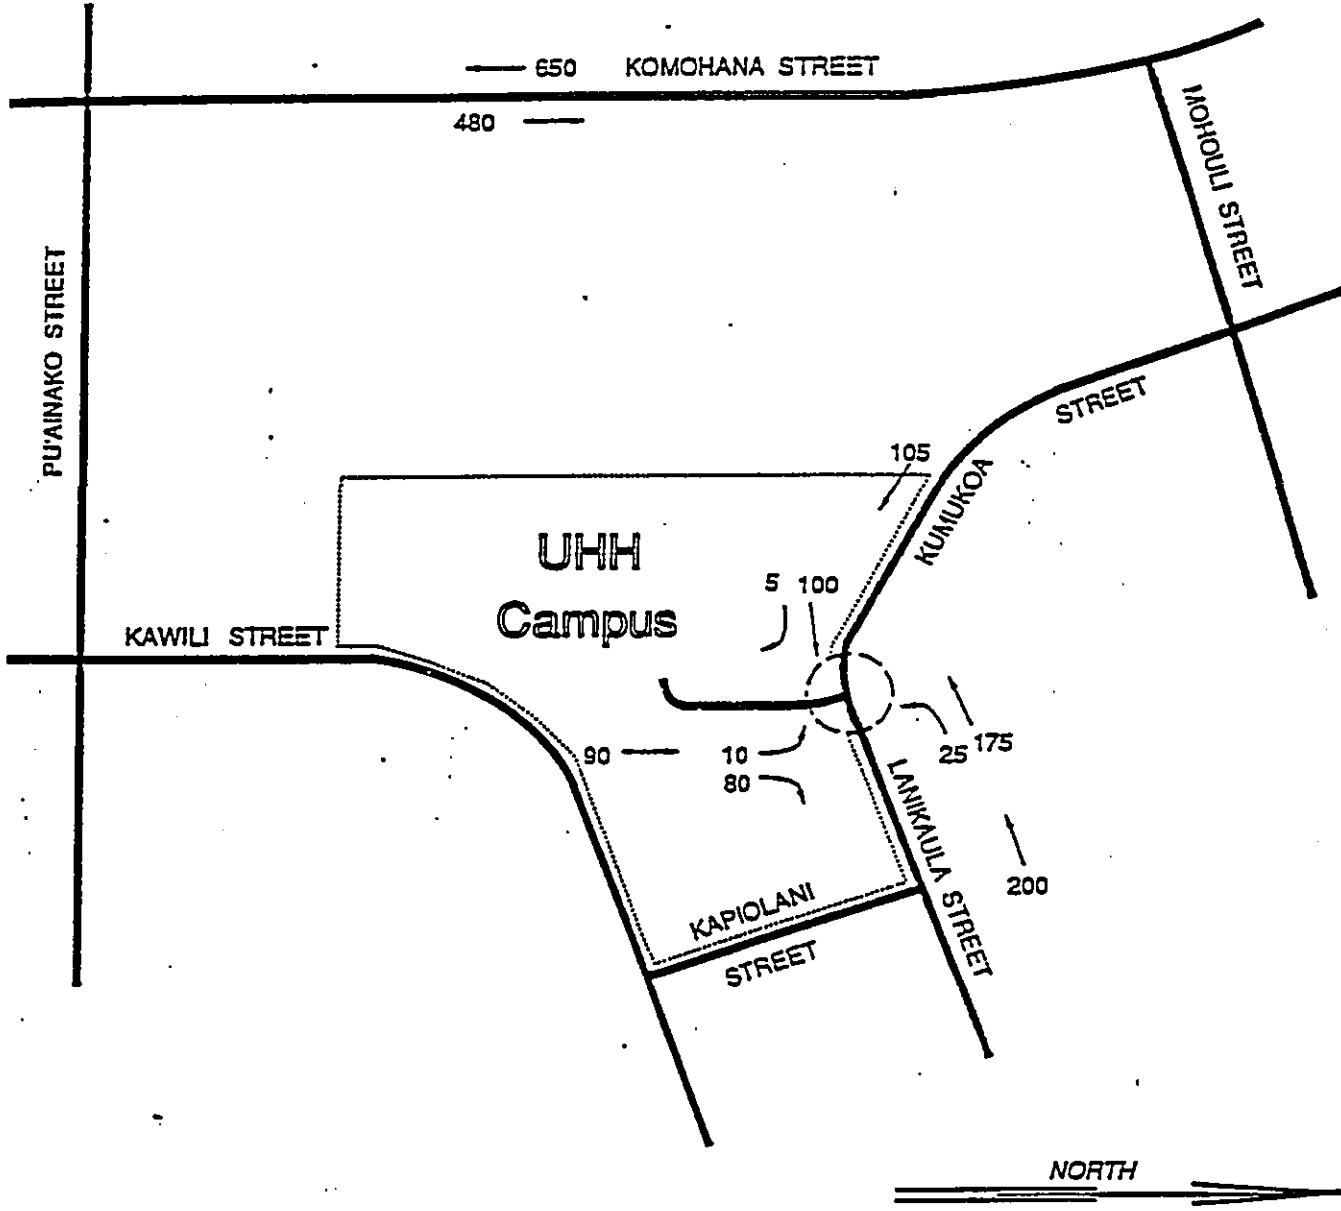 650 KOMOHANA STREET
480
MOHOULI STREET
PU'AINAKO STREET
STREET
105
KUMUKOA
UHH
Campus
5 100
KAWILI STREET
90 10 25 175
80
LANIKAULA STREET
200
KAPIOLANI
STREET
NORTH